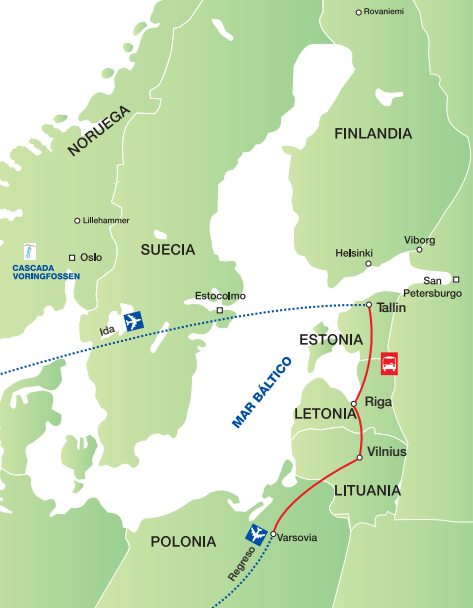 Rovaniemi
NORUEGA
FINLANDIA
Lillehammer
Viborg
SUECIA
Helsinki
Oslo
CASCADA
VORINGFOSSEN
San
Petersburgo
Estocolmo
Tallin
Ida
ESTONIA
MAR BÁLTICO
Riga
LETONIA
Vilnius
LITUANIA
POLONIA
Varsovia
Regreso